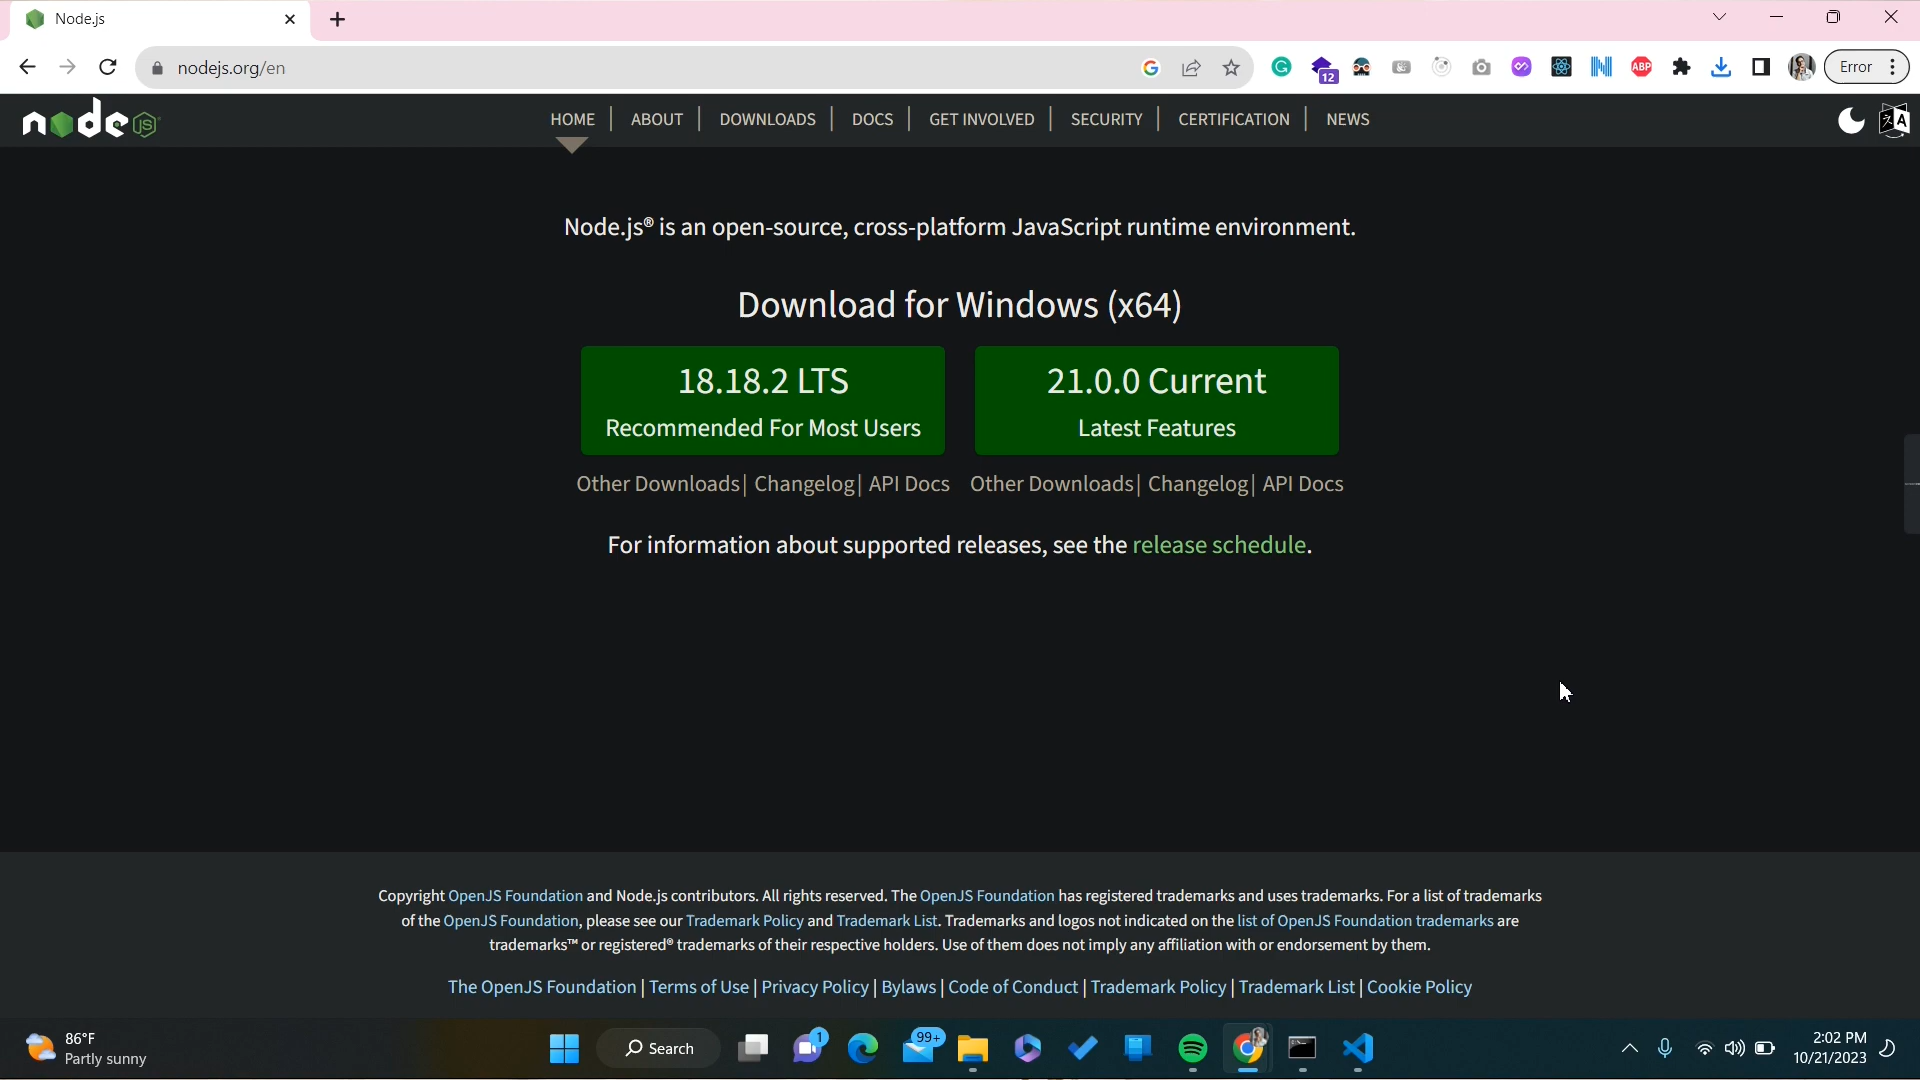 Node.js
nodejs.org/en
12
ABP
Error
node JS
HOME
ABOUT
DOWNLOADS
DOCS
GET INVOLVED
SECURITY
CERTIFICATION
NEWS
Node.js® is an open-source, cross-platform JavaScript runtime environment.
Download for Windows (x64)
18.18.2 LTS
Recommended For Most Users
21.0.0 Current
Latest Features
Other Downloads| Changelog| API Docs
Other Downloads| Changelog| API Docs
For information about supported releases, see the release schedule.
Copyright OpenJS Foundation and Node.js contributors. All rights reserved. The OpenJS Foundation has registered trademarks and uses trademarks. For a list of trademarks
of the OpenJS Foundation, please see our Trademark Policy and Trademark List. Trademarks and logos not indicated on the list of OpenJS Foundation trademarks are
trademarks™ or registered® trademarks of their respective holders. Use of them does not imply any affiliation with or endorsement by them.
The OpenJS Foundation | Terms of Use | Privacy Policy | Bylaws | Code of Conduct | Trademark Policy | Trademark List | Cookie Policy
86°F
Partly sunny
Search
1
99+
2:02 PM
10/21/2023